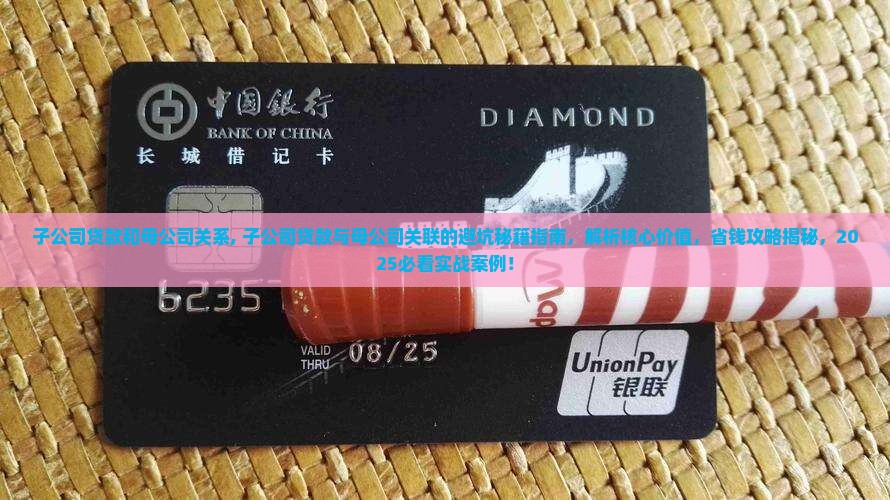 中国銀行
BANK OF CHINA
长城借记卡
DIAMOND
子公司贷款和母公司关系, 子公司贷款与母公司关联的避坑秘籍指南，解析核心价值，省钱攻略揭秘，20
25必看实战案例！
6235
VALID
THRU
08/25
UnionPay
银联